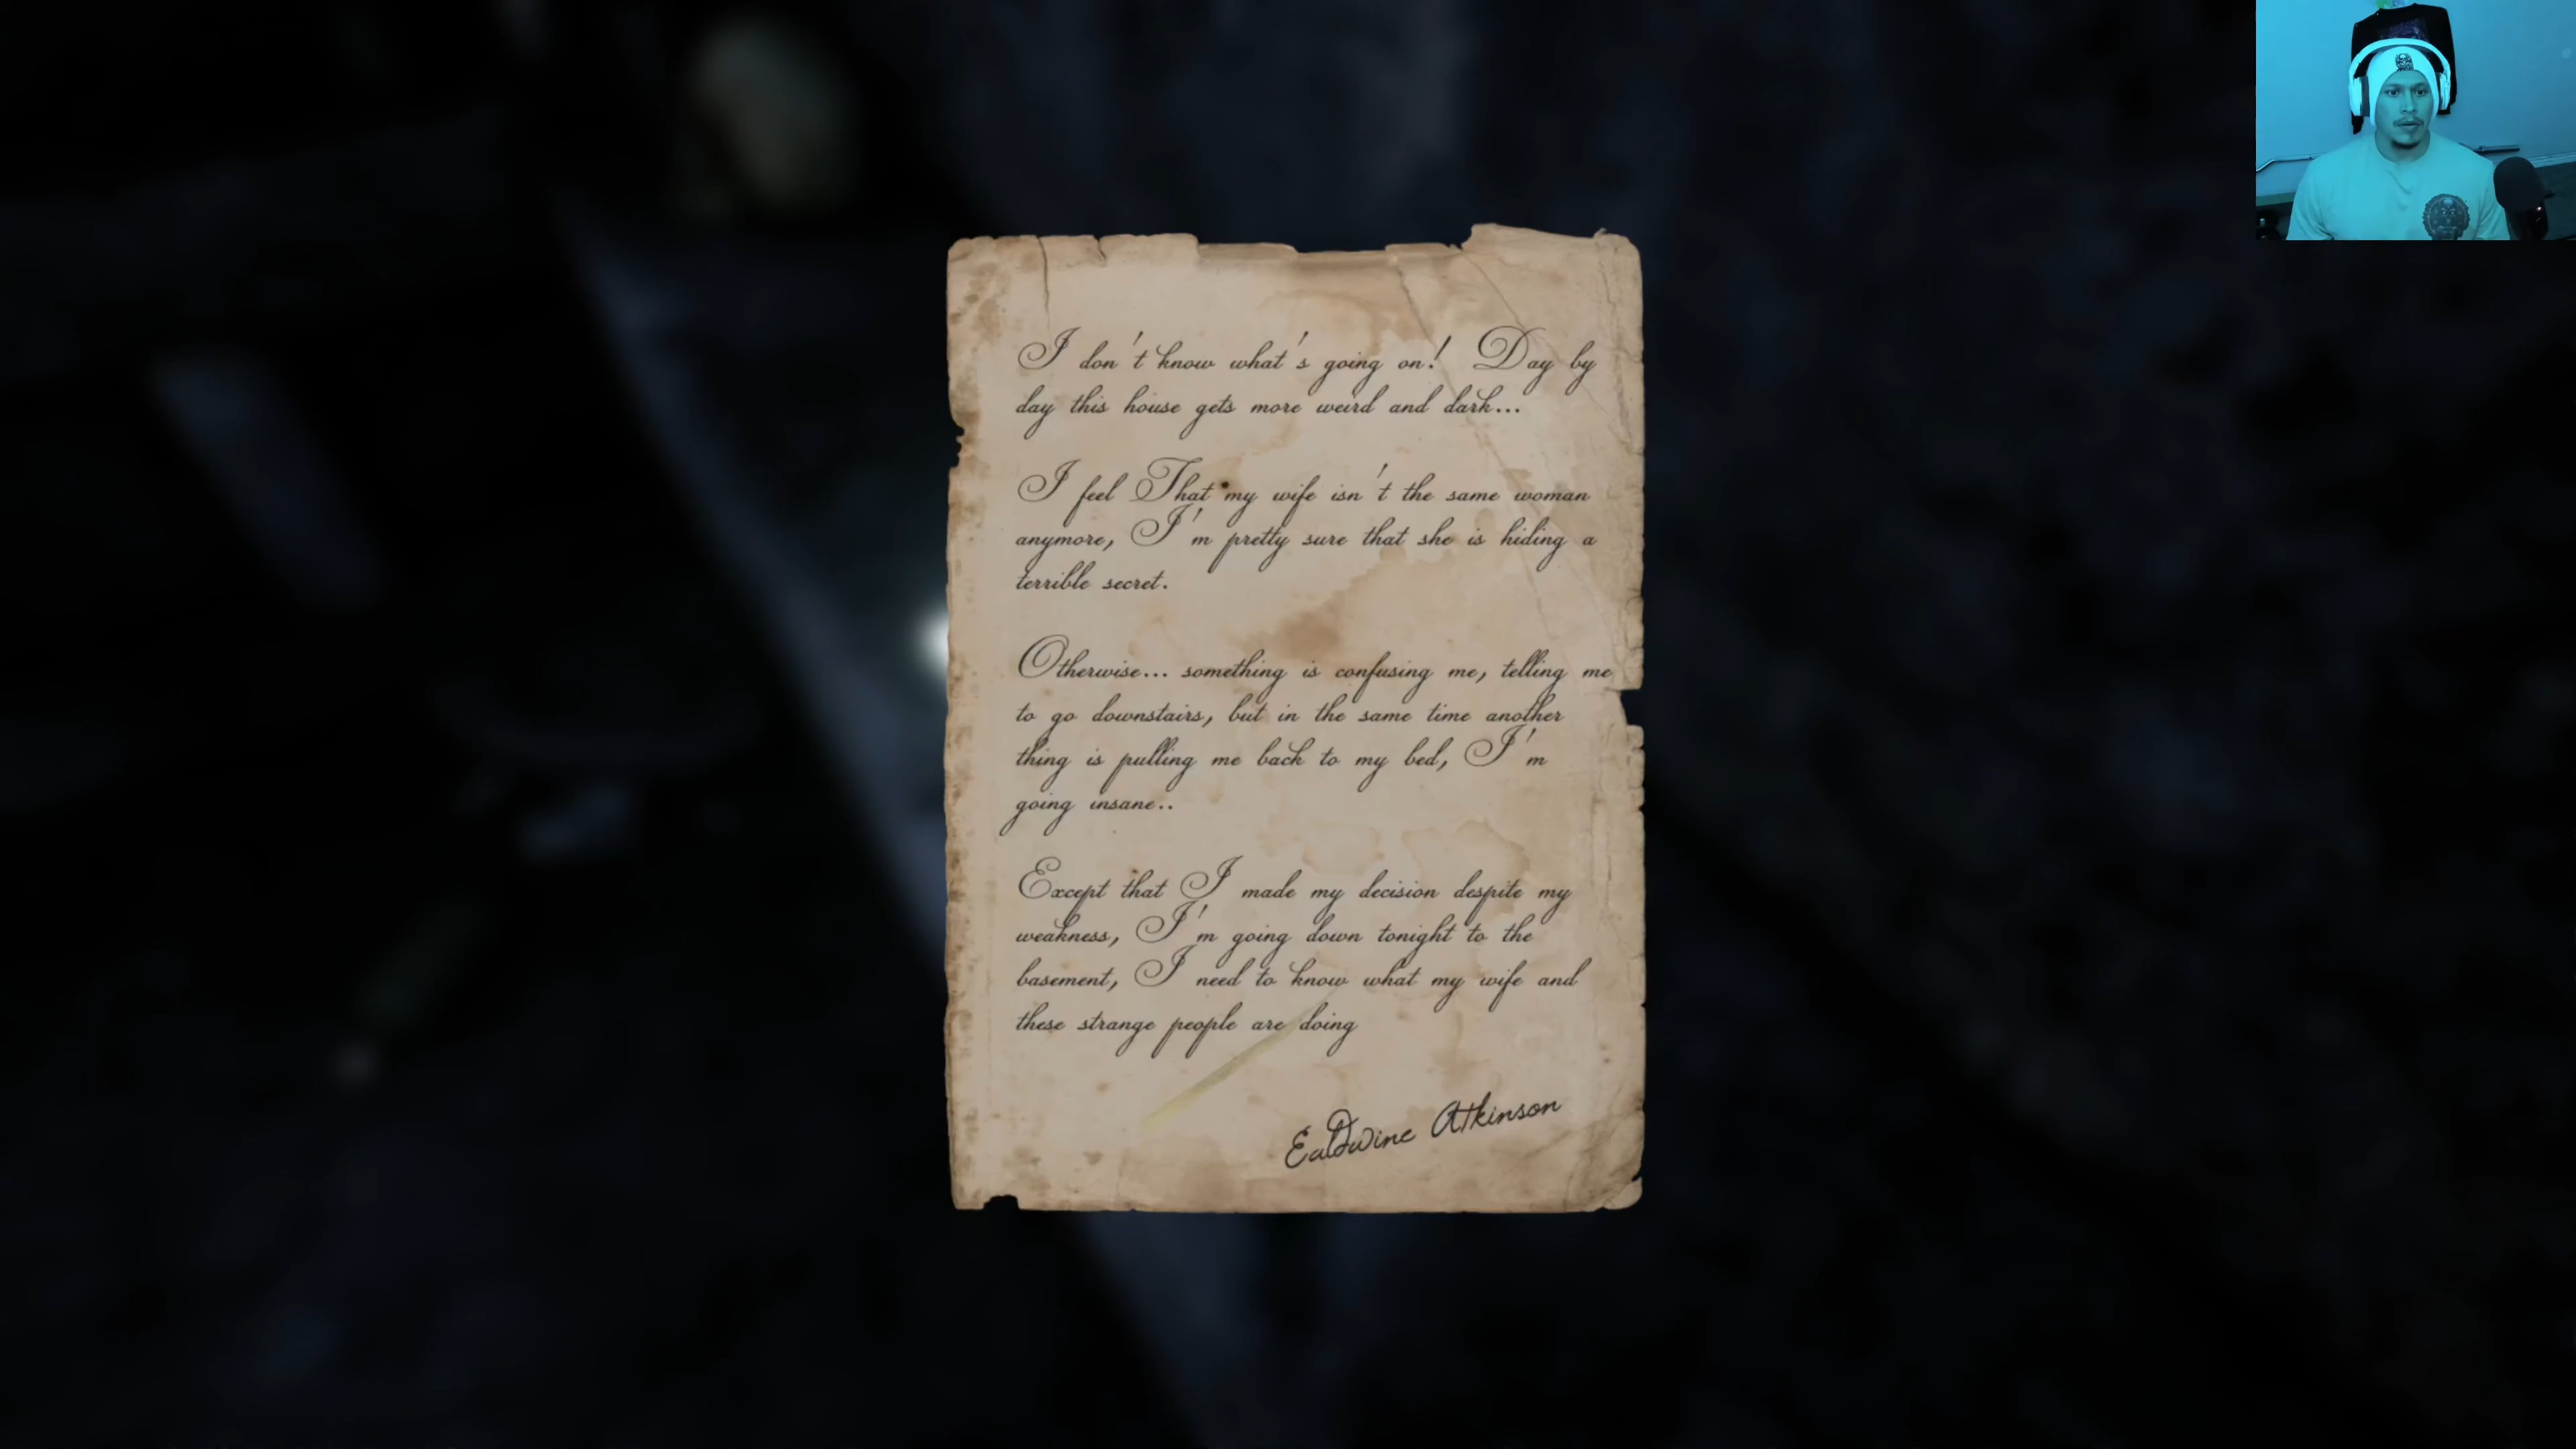 I don't know what's going on! Day by
day this house gets more weird and dark...
I feel That my wife isn't the same woman
anymore, I'm pretty sure that she is hiding a
terrible secret.
Otherwise... something is confusing me, telling me
to go downstairs, but in the same time another
thing is pulling me back to my bed, I'm
going insane..
Except that I made my decision despite my
weakness, I'm going down tonight to the
basement, I need to know what my wife and
these strange people are doing
Ealdwine Atkinson